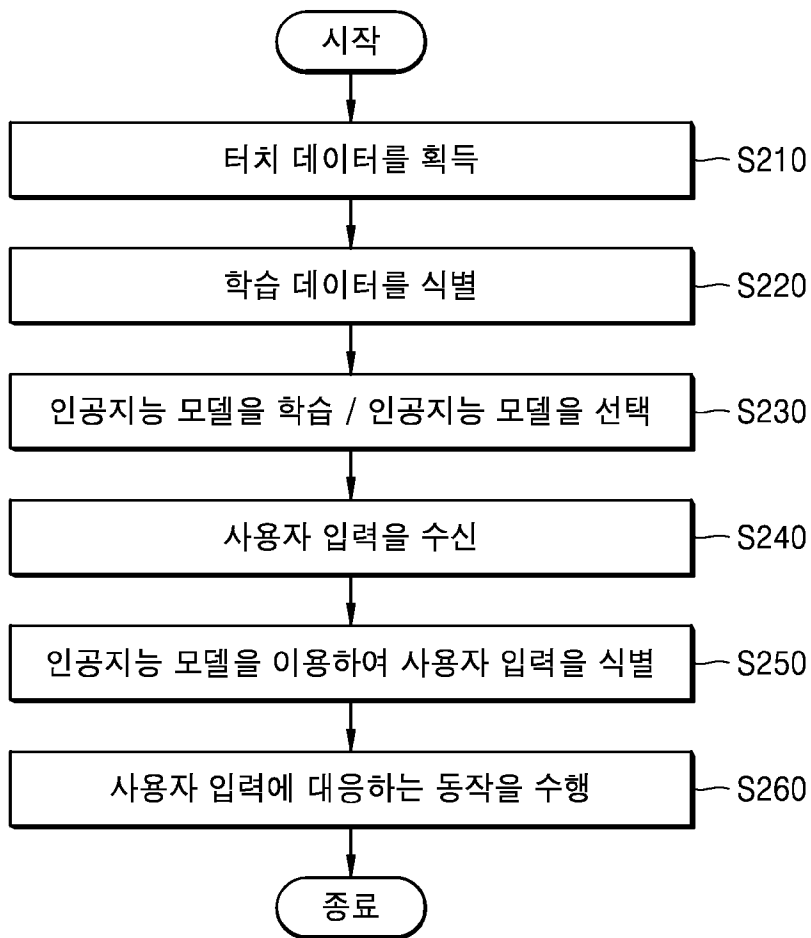 시작
터치 데이터를 획득 S210
학습 데이터를 식별 S220
인공지능 모델을 학습 / 인공지능 모델을 선택 S230
사용자 입력을 수신 S240
인공지능 모델을 이용하여 사용자 입력을 식별 S250
사용자 입력에 대응하는 동작을 수행 S260
종료